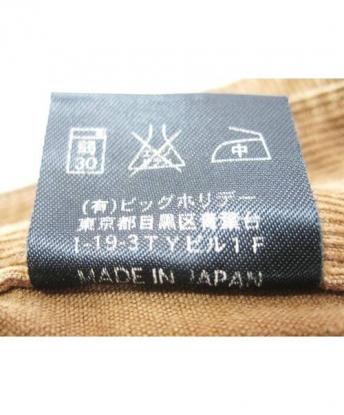 弱 30 中
(有)ビッグホリデー
東京都目黒区青葉台
1-19-3TYビル1F
MADE IN JAPAN